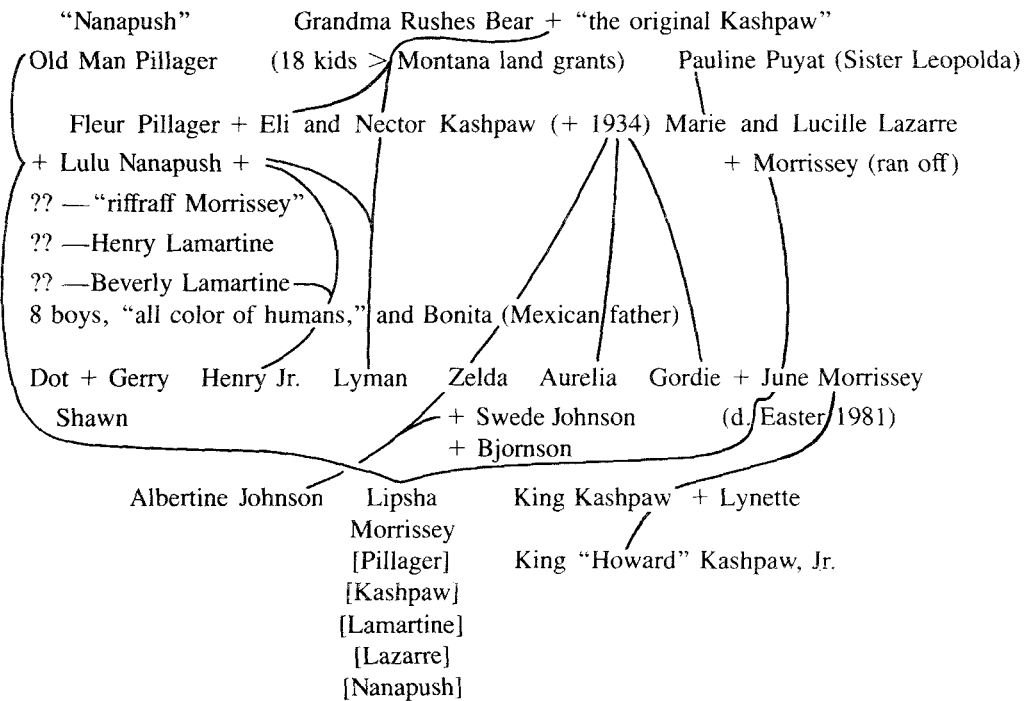 “Nanapush” Grandma Rushes Bear + “the original Kashpaw”
Old Man Pillager (18 kids > Montana land grants) Pauline Puyat (Sister Leopolda)
Fleur Pillager + Eli and Nector Kashpaw (+ 1934) Marie and Lucille Lazarre
+ Lulu Nanapush + + Morrissey (ran off)
?? — “riffraff Morrissey”
?? —Henry Lamartine
?? —Beverly Lamartine
8 boys, “all color of humans,” and Bonita (Mexican father)
Dot + Gerry Henry Jr. Lyman Zelda Aurelia Gordie + June Morrissey
Shawn + Swede Johnson (d. Easter 1981)
+ Bjornson
Albertine Johnson Lipsha King Kashpaw + Lynette
Morrissey
[Pillager] King “Howard” Kashpaw, Jr.
[Kashpaw]
[Lamartine]
[Lazarre]
[Nanapush]